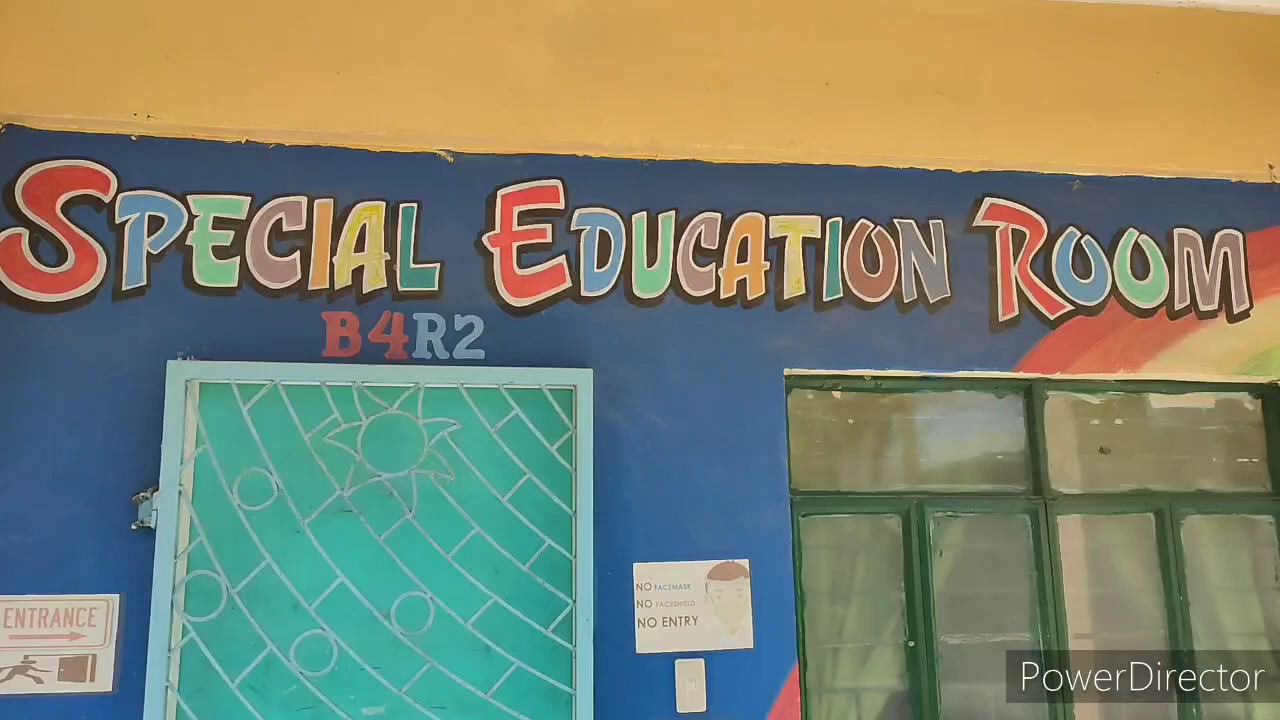 SPECIAL EDUCATION ROOM
B4R2
ENTRANCE
NO FACEMASK
NO FACESHIELD
NO ENTRY
PowerDirector